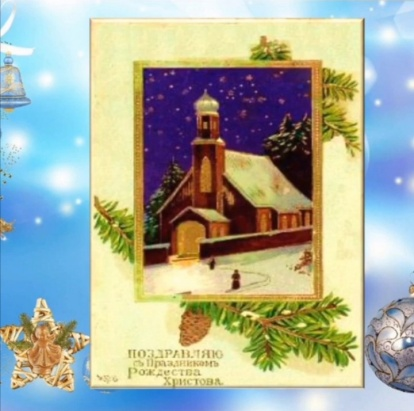 ПОЗДРАВЛЯЮ
съ Праздникомъ
Рождества
Христова.